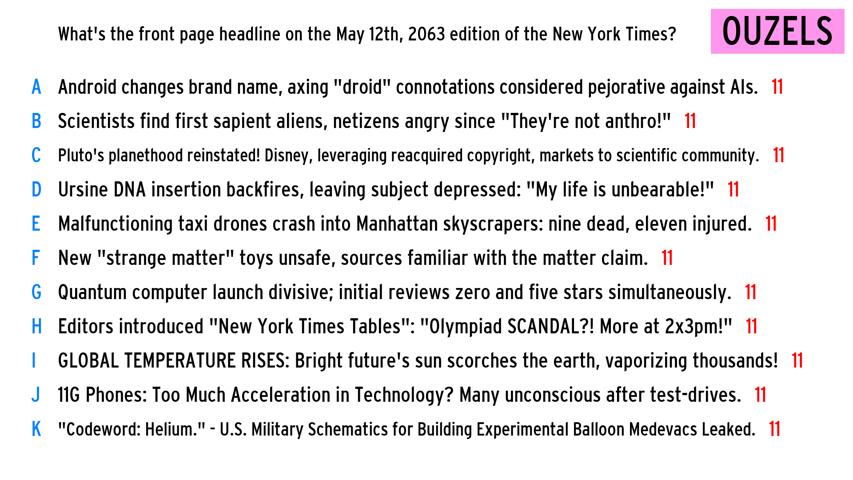 What's the front page headline on the May 12th, 2063 edition of the New York Times? OUZELS
A Android changes brand name, axing "droid" connotations considered pejorative against AIs. 11
B Scientists find first sapient aliens, netizens angry since "They're not anthro!" 11
C Pluto's planethood reinstated! Disney, leveraging reacquired copyright, markets to scientific community. 11
D Ursine DNA insertion backfires, leaving subject depressed: "My life is unbearable!" 11
E Malfunctioning taxi drones crash into Manhattan skyscrapers: nine dead, eleven injured. 11
F New "strange matter" toys unsafe, sources familiar with the matter claim. 11
G Quantum computer launch divisive; initial reviews zero and five stars simultaneously. 11
H Editors introduced "New York Times Tables": "Olympiad SCANDAL?! More at 2x3pm!" 11
I GLOBAL TEMPERATURE RISES: Bright future's sun scorches the earth, vaporizing thousands! 11
J 11G Phones: Too Much Acceleration in Technology? Many unconscious after test-drives. 11
K "Codeword: Helium." - U.S. Military Schematics for Building Experimental Balloon Medevacs Leaked. 11